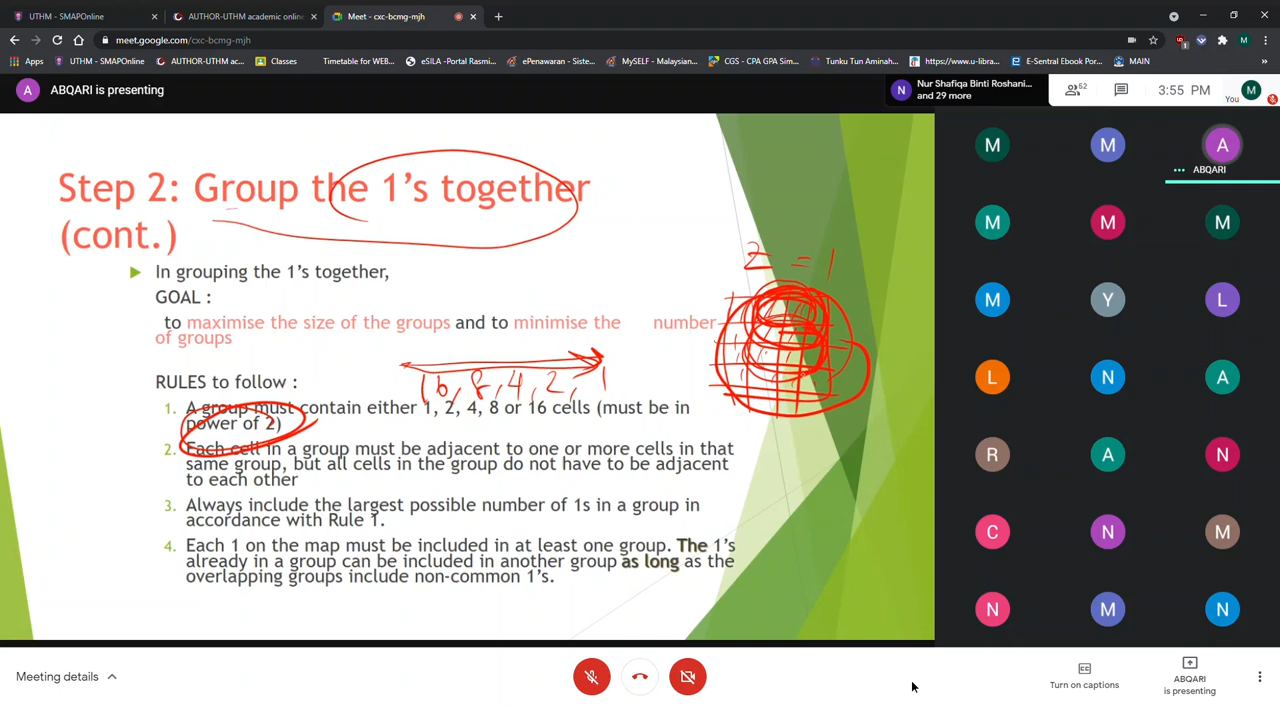 UTHM - SMAPOnline
AUTHOR-UTHM academic online
Meet - cxc-bcmg-mjh
meet.google.com/cxc-bcmg-mjh
M
Apps
UTHM - SMAPOnline
AUTHOR-UTHM ac...
Classes
Timetable for WEB...
eSILA -Portal Rasmi...
ePenawaran - Siste...
MySELF - Malaysian...
CGS - CPA GPA Sim...
Tunku Tun Aminah...
https://www.u-libra...
E-Sentral Ebook Por...
MAIN
»
A
ABQARI is presenting
N
Nur Shafiqa Binti Roshani...
and 29 more
52
3:55 PM
You
M
Step 2: Group the 1's together
(cont.)
In grouping the 1's together,
GOAL :
to maximise the size of the groups and to minimise the number
of groups
Z = 1
16, 8, 4, 2, 1
RULES to follow :
1. A group must contain either 1, 2, 4, 8 or 16 cells (must be in
power of 2)
2. Each cell in a group must be adjacent to one or more cells in that
same group, but all cells in the group do not have to be adjacent
to each other
3. Always include the largest possible number of 1s in a group in
accordance with Rule 1.
4. Each 1 on the map must be included in at least one group. The 1's
already in a group can be included in another group as long as the
overlapping groups include non-common 1's.
M M A
ABQARI
M M M
M Y L
L N A
R A N
C N M
N M N
Meeting details
Turn on captions
ABQARI
is presenting